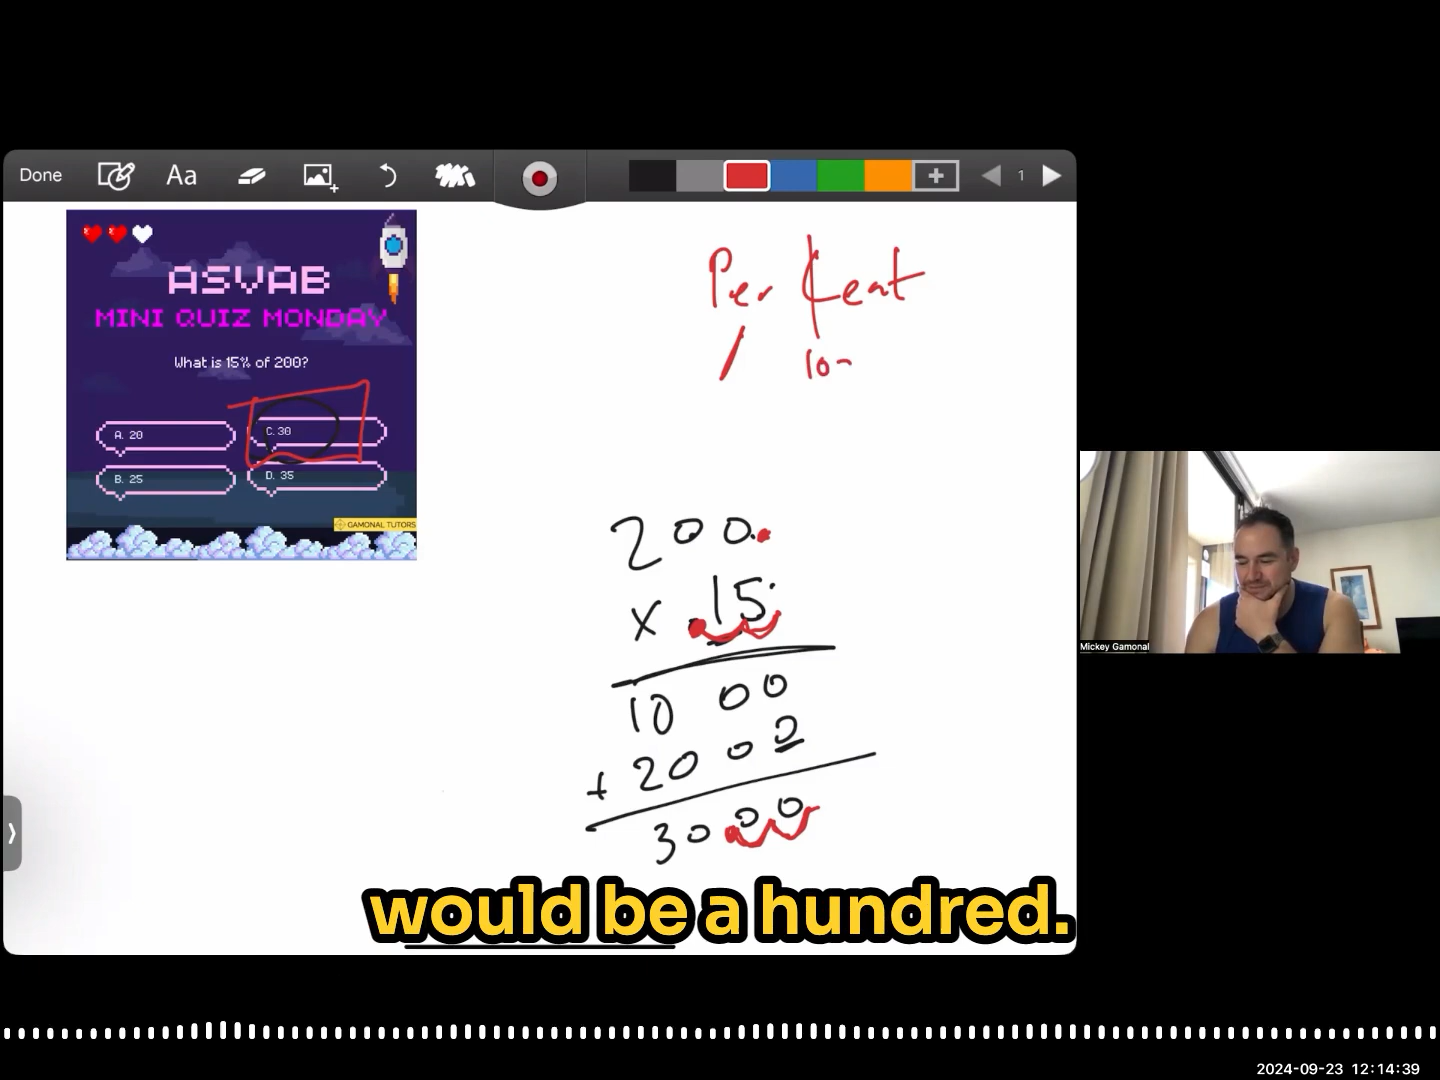 Done
Aa
1
ASVAB
MINI QUIZ MONDAY
What is 15% of 200?
A. 20
C. 30
B. 25
D. 35
GAMONAL TUTORS
Per Cent
/ 100
200.
x .15.
1000
+ 2000
3000
Mickey Gamonal
would be a hundred.
2024-09-23 12:14:39